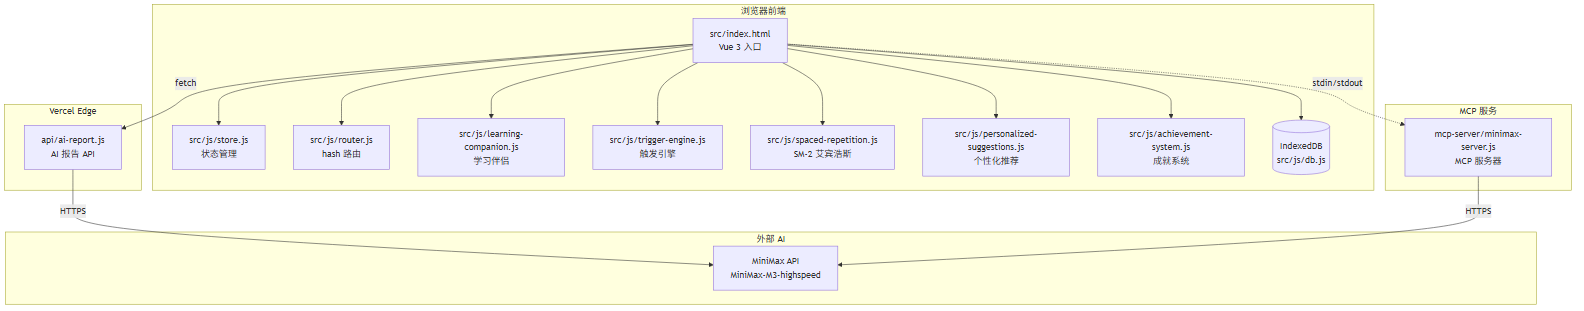 浏览器前端
src/index.html
Vue 3 入口
fetch
stdin/stdout
Vercel Edge
api/ai-report.js
AI 报告 API
src/js/store.js
状态管理
src/js/router.js
hash 路由
src/js/learning-
companion.js
学习伴侣
src/js/trigger-engine.js
触发引擎
src/js/spaced-repetition.js
SM-2 艾宾浩斯
src/js/personalized-
suggestions.js
个性化推荐
src/js/achievement-
system.js
成就系统
IndexedDB
src/js/db.js
MCP 服务
mcp-server/minimax-
server.js
MCP 服务器
HTTPS
HTTPS
外部 AI
MiniMax API
MiniMax-M3-highspeed